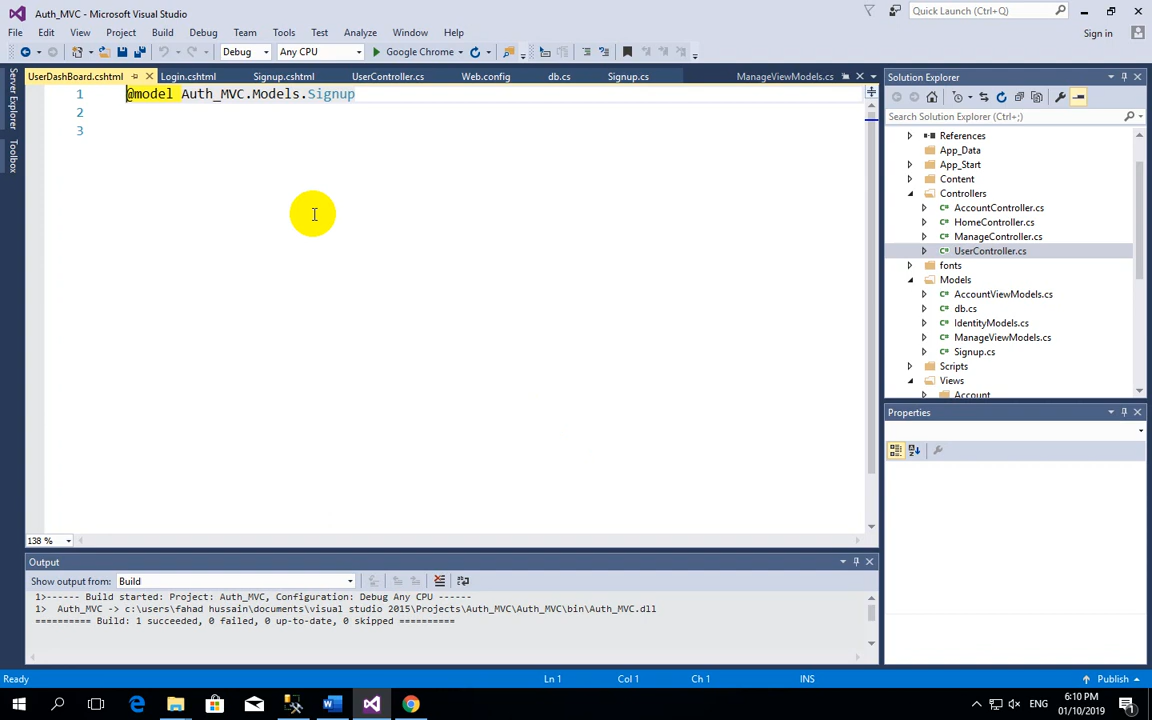 Auth_MVC - Microsoft Visual Studio
Quick Launch (Ctrl+;)
File Edit View Project Build Debug Team Tools Test Analyze Window Help
Sign in
Debug Any CPU Google Chrome
Server Explorer
Toolbox
UserDashBoard.cshtml Login.cshtml Signup.cshtml UserController.cs Web.config db.cs Signup.cs ManageViewModels.cs
1 @model Auth_MVC.Models.Signup
2
3
138 %
Solution Explorer
Search Solution Explorer (Ctrl+;)
References
App_Data
App_Start
Content
Controllers
AccountController.cs
HomeController.cs
ManageController.cs
UserController.cs
fonts
Models
AccountViewModels.cs
db.cs
IdentityModels.cs
ManageViewModels.cs
Signup.cs
Scripts
Views
Account
Properties
Output
Show output from: Build
1>------ Build started: Project: Auth_MVC, Configuration: Debug Any CPU ------
1> Auth_MVC -> c:\users\fahad hussain\documents\visual studio 2015\Projects\Auth_MVC\Auth_MVC\bin\Auth_MVC.dll
========== Build: 1 succeeded, 0 failed, 0 up-to-date, 0 skipped ==========
Ready Ln 1 Col 1 Ch 1 INS Publish
ENG
6:10 PM
01/10/2019
1